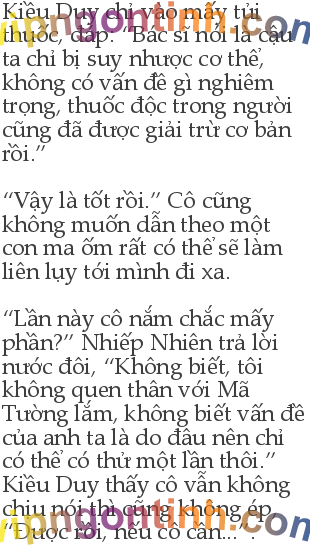 Kiều Duy chỉ vào mấy túi
thuốc, đáp. “Bác sĩ nói là cậu
ta chỉ bị suy nhược cơ thể,
không có vấn đề gì nghiêm
trọng, thuốc độc trong người
cũng đã được giải trừ cơ bản
rồi.”
“Vậy là tốt rồi.” Cô cũng
không muốn dẫn theo một
con ma ốm rất có thể sẽ làm
liên lụy tới mình đi xa.
“Lần này cô nắm chắc mấy
phần?” Nhiếp Nhiên trả lời
nước đôi, “Không biết, tôi
không quen thân với Mã
Tường lắm, không biết vấn đề
của anh ta là do đâu nên chỉ
có thể có thử một lần thôi.”
Kiều Duy thấy cô vẫn không
chịu nói thì cũng không ép,
“Được rồi, nếu cô cần...”.